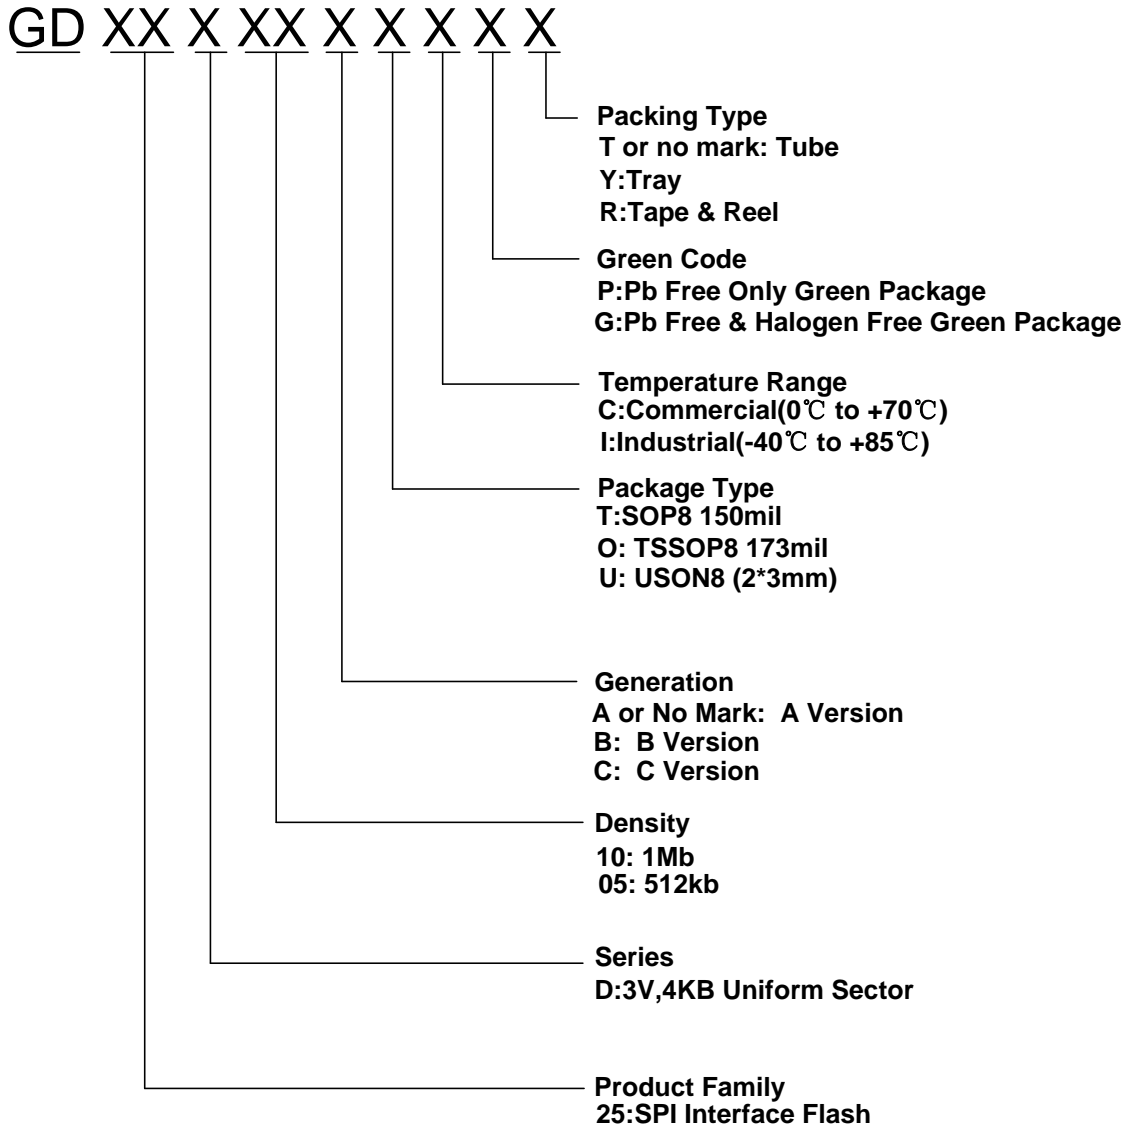 GD XX X XX X X X X X
Packing Type
T or no mark: Tube
Y:Tray
R:Tape & Reel
Green Code
P:Pb Free Only Green Package
G:Pb Free & Halogen Free Green Package
Temperature Range
C:Commercial(0℃ to +70℃)
I:Industrial(-40℃ to +85℃)
Package Type
T:SOP8 150mil
O: TSSOP8 173mil
U: USON8 (2*3mm)
Generation
A or No Mark: A Version
B: B Version
C: C Version
Density
10: 1Mb
05: 512kb
Series
D:3V,4KB Uniform Sector
Product Family
25:SPI Interface Flash